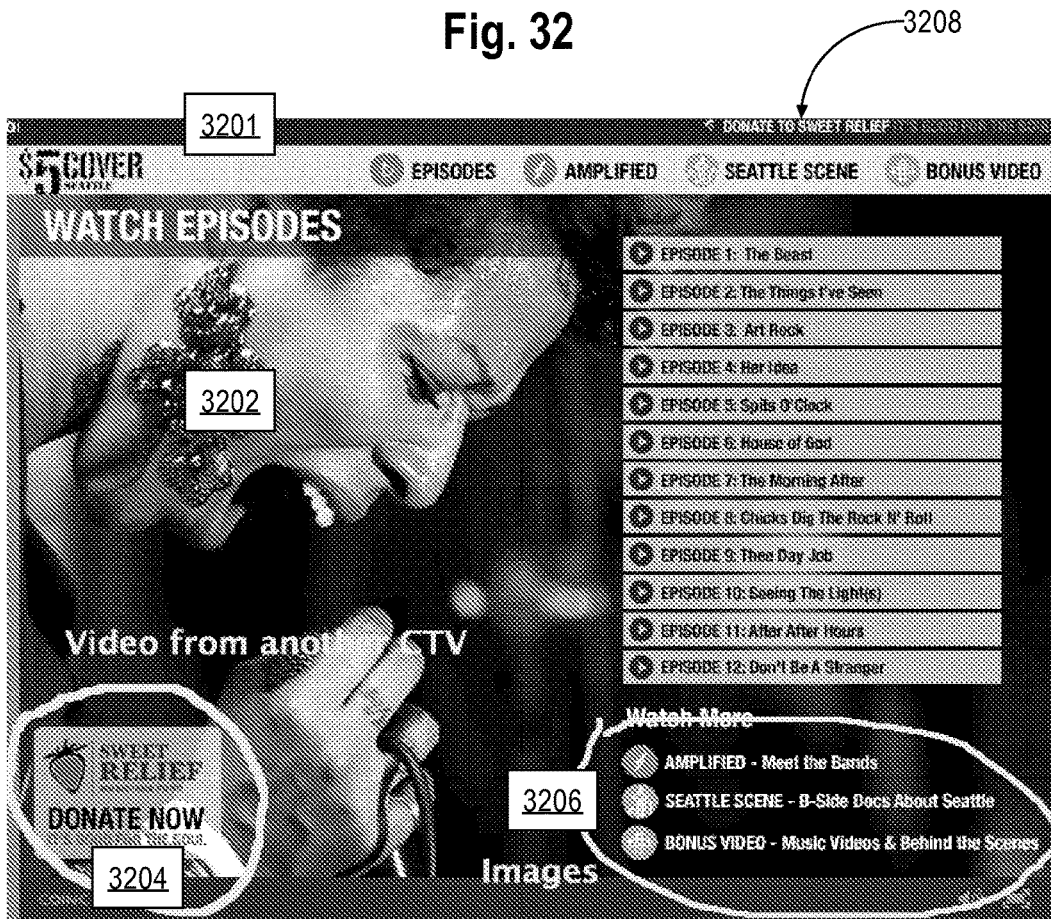 Fig. 32
3208
3201
DONATE TO SWEET RELIEF
$5 COVER
SEATTLE
EPISODES AMPLIFIED SEATTLE SCENE BONUS VIDEO
WATCH EPISODES
EPISODE 1: The Beast
EPISODE 2: The Things I've Seen
EPISODE 3: Art Rock
EPISODE 4: Her Idea
EPISODE 5: Spits O'Clock
EPISODE 6: House of God
EPISODE 7: The Morning After
EPISODE 8: Chicks Dig The Rock N' Roll
EPISODE 9: Thee Day Job
EPISODE 10: Seeing The Light(s)
EPISODE 11: After After Hours
EPISODE 12: Don't Be A Stranger
3202
Video from another CTV
Watch More
AMPLIFIED - Meet the Bands
SEATTLE SCENE - B-Side Docs About Seattle
BONUS VIDEO - Music Videos & Behind the Scenes
3206
SWEET
RELIEF
DONATE NOW
3204
Images